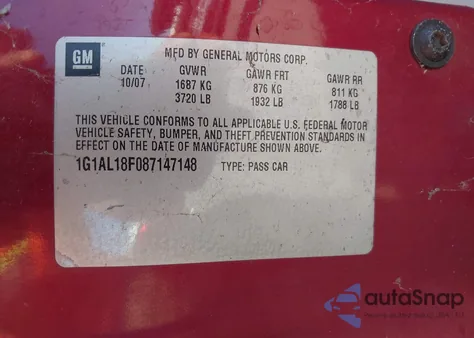 GM
MFD BY GENERAL MOTORS CORP.
DATE GVWR GAWR FRT GAWR RR
10/07 1687 KG 876 KG 811 KG
3720 LB 1932 LB 1788 LB
THIS VEHICLE CONFORMS TO ALL APPLICABLE U.S. FEDERAL MOTOR
VEHICLE SAFETY, BUMPER, AND THEFT PREVENTION STANDARDS IN
EFFECT ON THE DATE OF MANUFACTURE SHOWN ABOVE.
1G1AL18F087147148 TYPE: PASS CAR
autoSnap